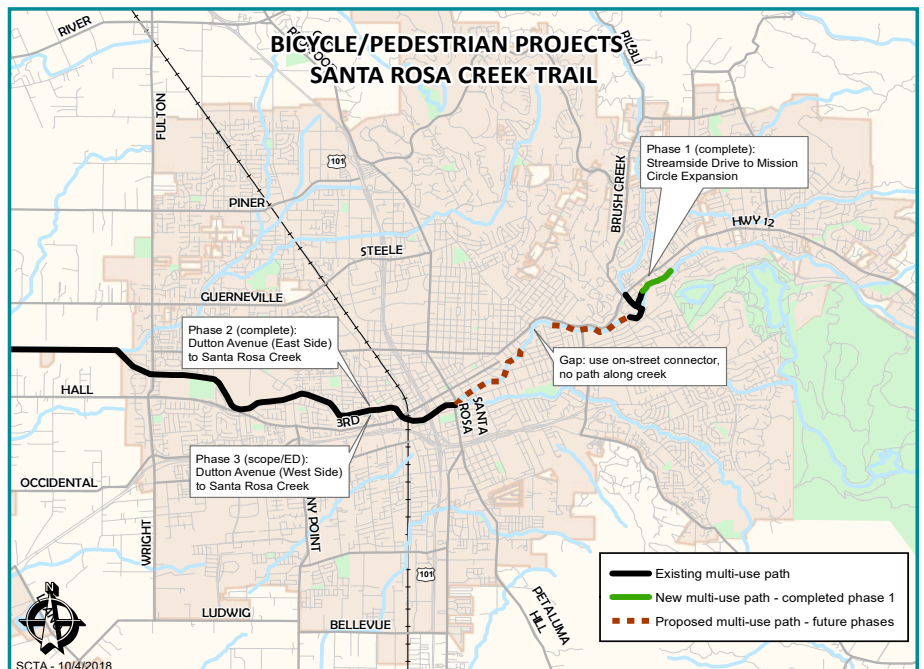 BICYCLE/PEDESTRIAN PROJECTS
SANTA ROSA CREEK TRAIL
RIVER
FULTON
101
Phase 1 (complete):
Streamside Drive to Mission
Circle Expansion
BRUSH CREEK
HWY 12
PINER
STEELE
GUERNEVILLE
Phase 2 (complete):
Dutton Avenue (East Side)
to Santa Rosa Creek
Gap: use on-street connector,
no path along creek
HALL
3RD
SANTA
ROSA
Phase 3 (scope/ED):
Dutton Avenue (West Side)
to Santa Rosa Creek
OCCIDENTAL
WRIGHT
NY POINT
101
Existing multi-use path
New multi-use path - completed phase 1
Proposed multi-use path - future phases
PETALUMA
HILL
LUDWIG
BELLEVUE
N
SCTA - 10/4/2018